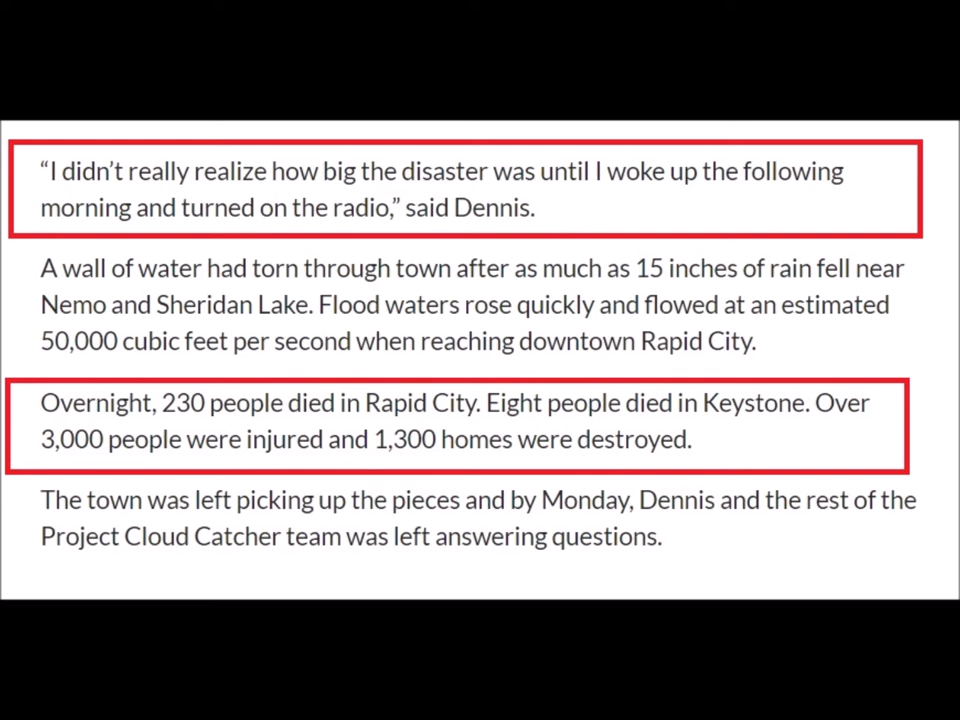 “I didn’t really realize how big the disaster was until I woke up the following
morning and turned on the radio,” said Dennis.
A wall of water had torn through town after as much as 15 inches of rain fell near
Nemo and Sheridan Lake. Flood waters rose quickly and flowed at an estimated
50,000 cubic feet per second when reaching downtown Rapid City.
Overnight, 230 people died in Rapid City. Eight people died in Keystone. Over
3,000 people were injured and 1,300 homes were destroyed.
The town was left picking up the pieces and by Monday, Dennis and the rest of the
Project Cloud Catcher team was left answering questions.